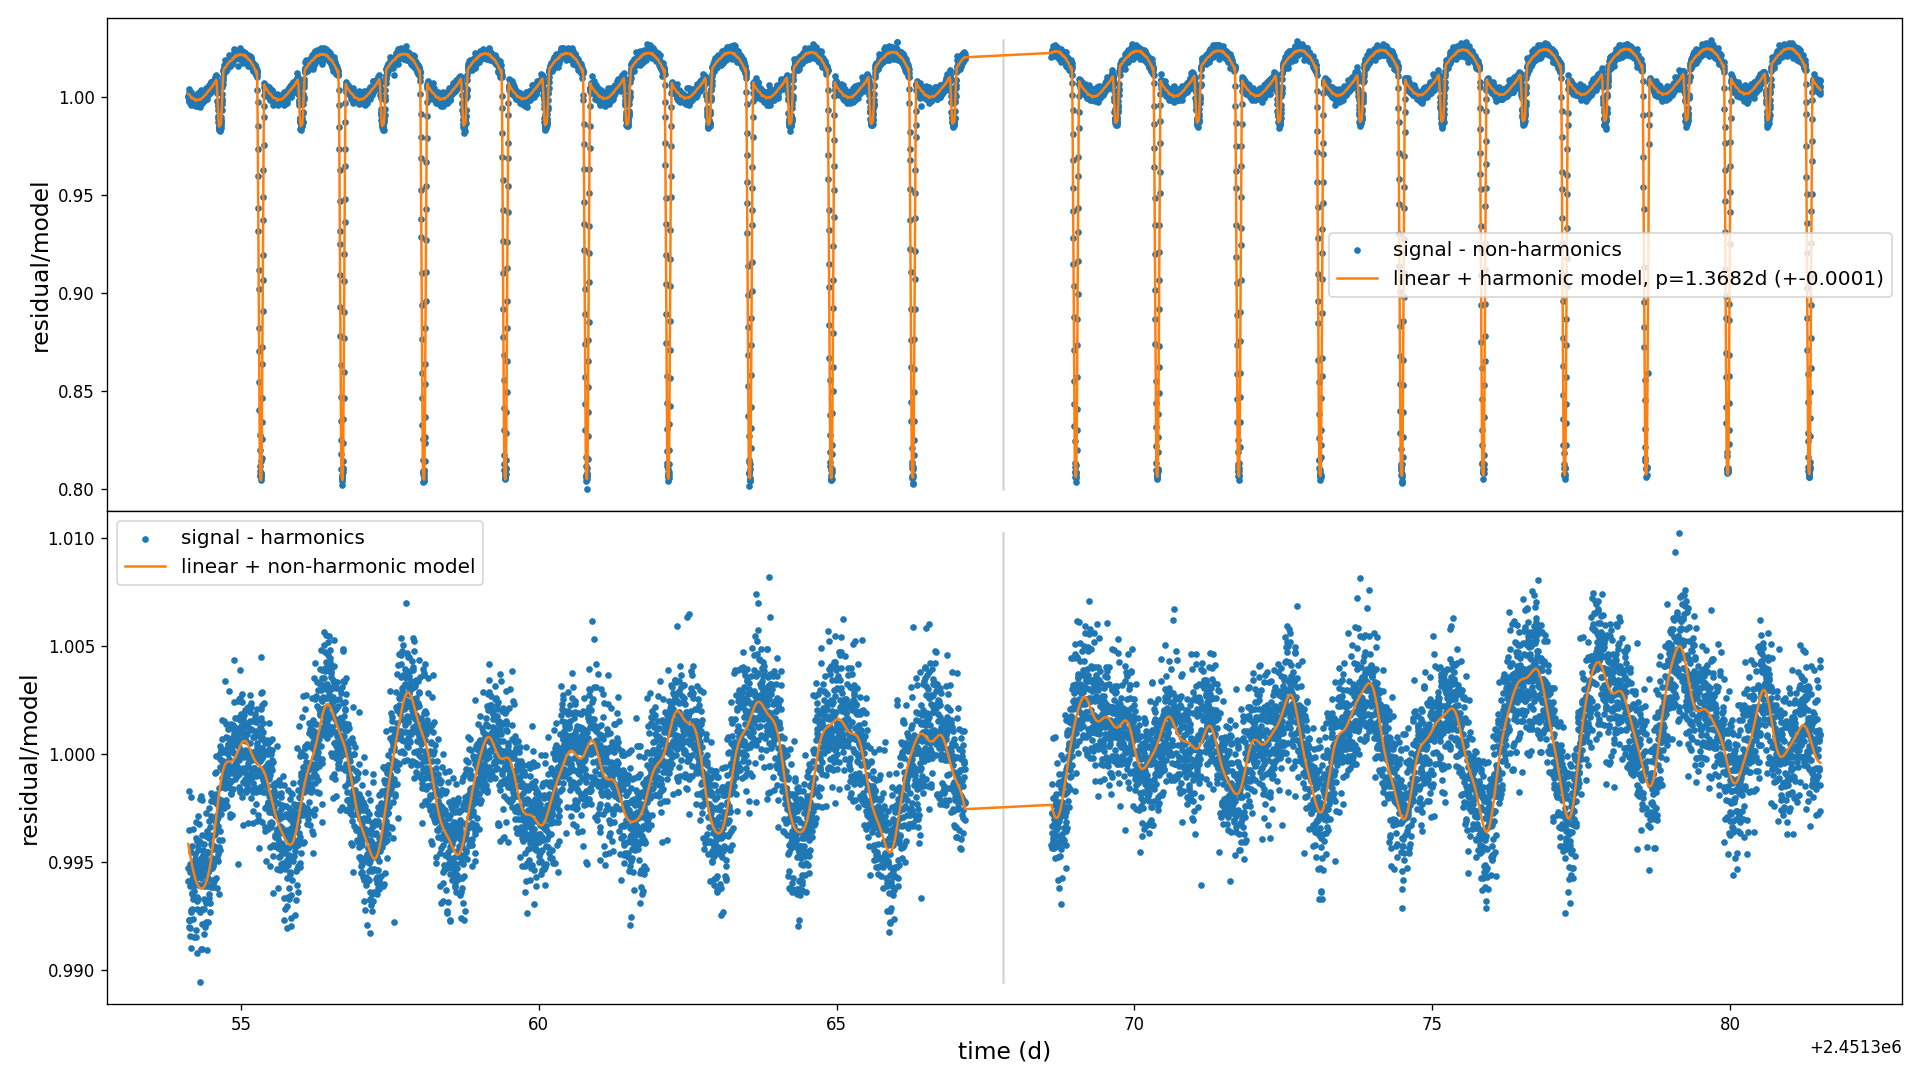 1.00
0.95
0.90
0.85
0.80
residual/model
signal - non-harmonics
linear + harmonic model, p=1.3682d (+-0.0001)
signal - harmonics
linear + non-harmonic model
1.010
1.005
1.000
0.995
0.990
residual/model
55 60 65 70 75 80
time (d)
+2.4513e6